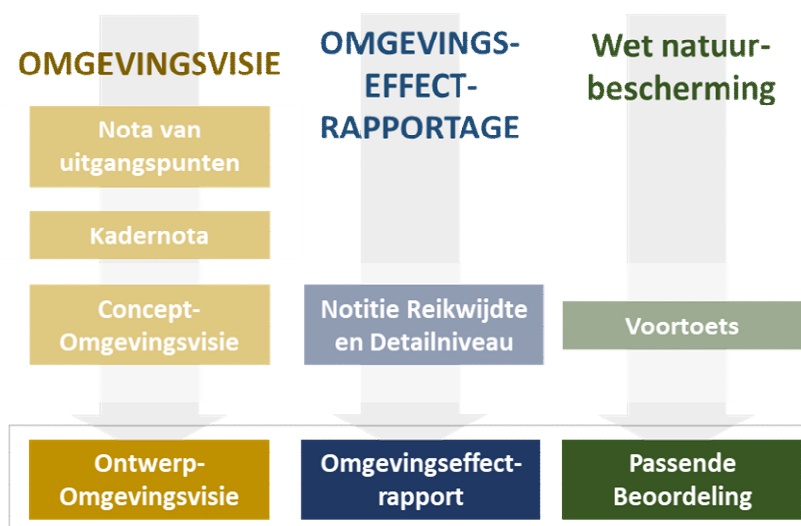 OMGEVINGSVISIE
Nota van
uitgangspunten
Kadernota
Concept-
Omgevingsvisie
Ontwerp-
Omgevingsvisie
OMGEVINGS-
EFFECT-
RAPPORTAGE
Notitie Reikwijdte
en Detailniveau
Omgevingseffect-
rapport
Wet natuur-
bescherming
Voortoets
Passende
Beoordeling